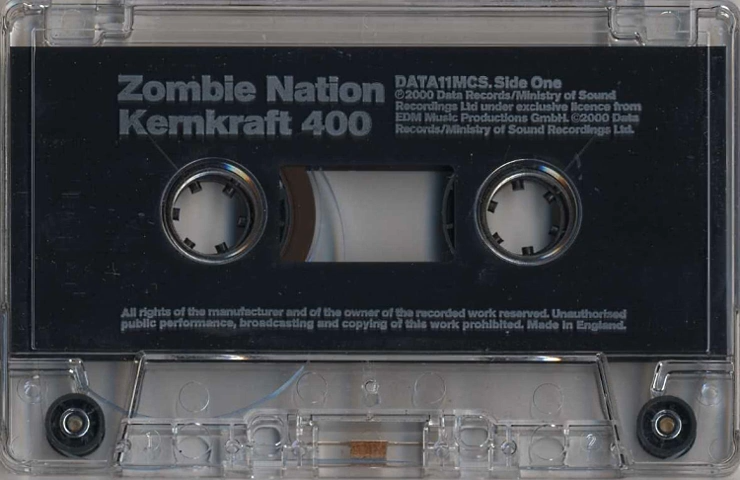 Zombie Nation
Kernkraft 400
DATA11MCS. Side One
℗2000 Data Records/Ministry of Sound
Recordings Ltd under exclusive licence from
EDM Music Productions GmbH. ©2000 Data
Records/Ministry of Sound Recordings Ltd.
All rights of the manufacturer and of the owner of the recorded work reserved. Unauthorised
public performance, broadcasting and copying of this work prohibited. Made in England.